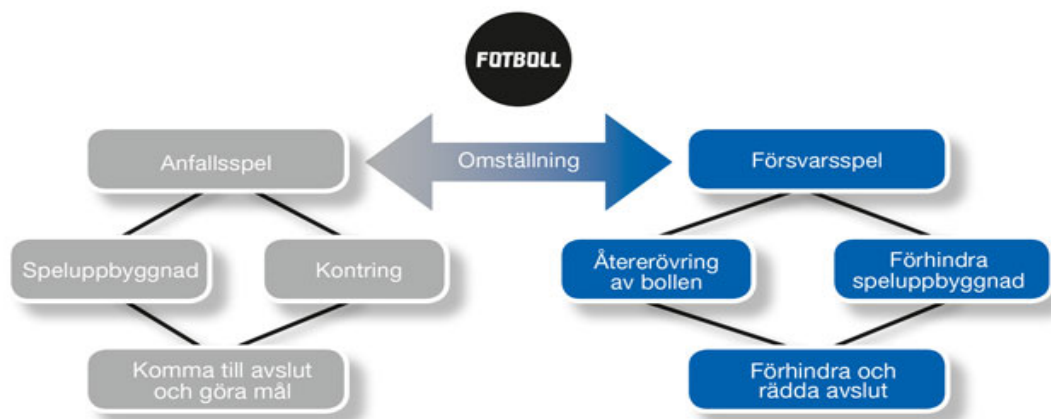 FOTBOLL
Anfallsspel
Omställning
Försvarsspel
Speluppbyggnad
Kontring
Återerövring
av bollen
Förhindra
speluppbyggnad
Komma till avslut
och göra mål
Förhindra och
rädda avslut